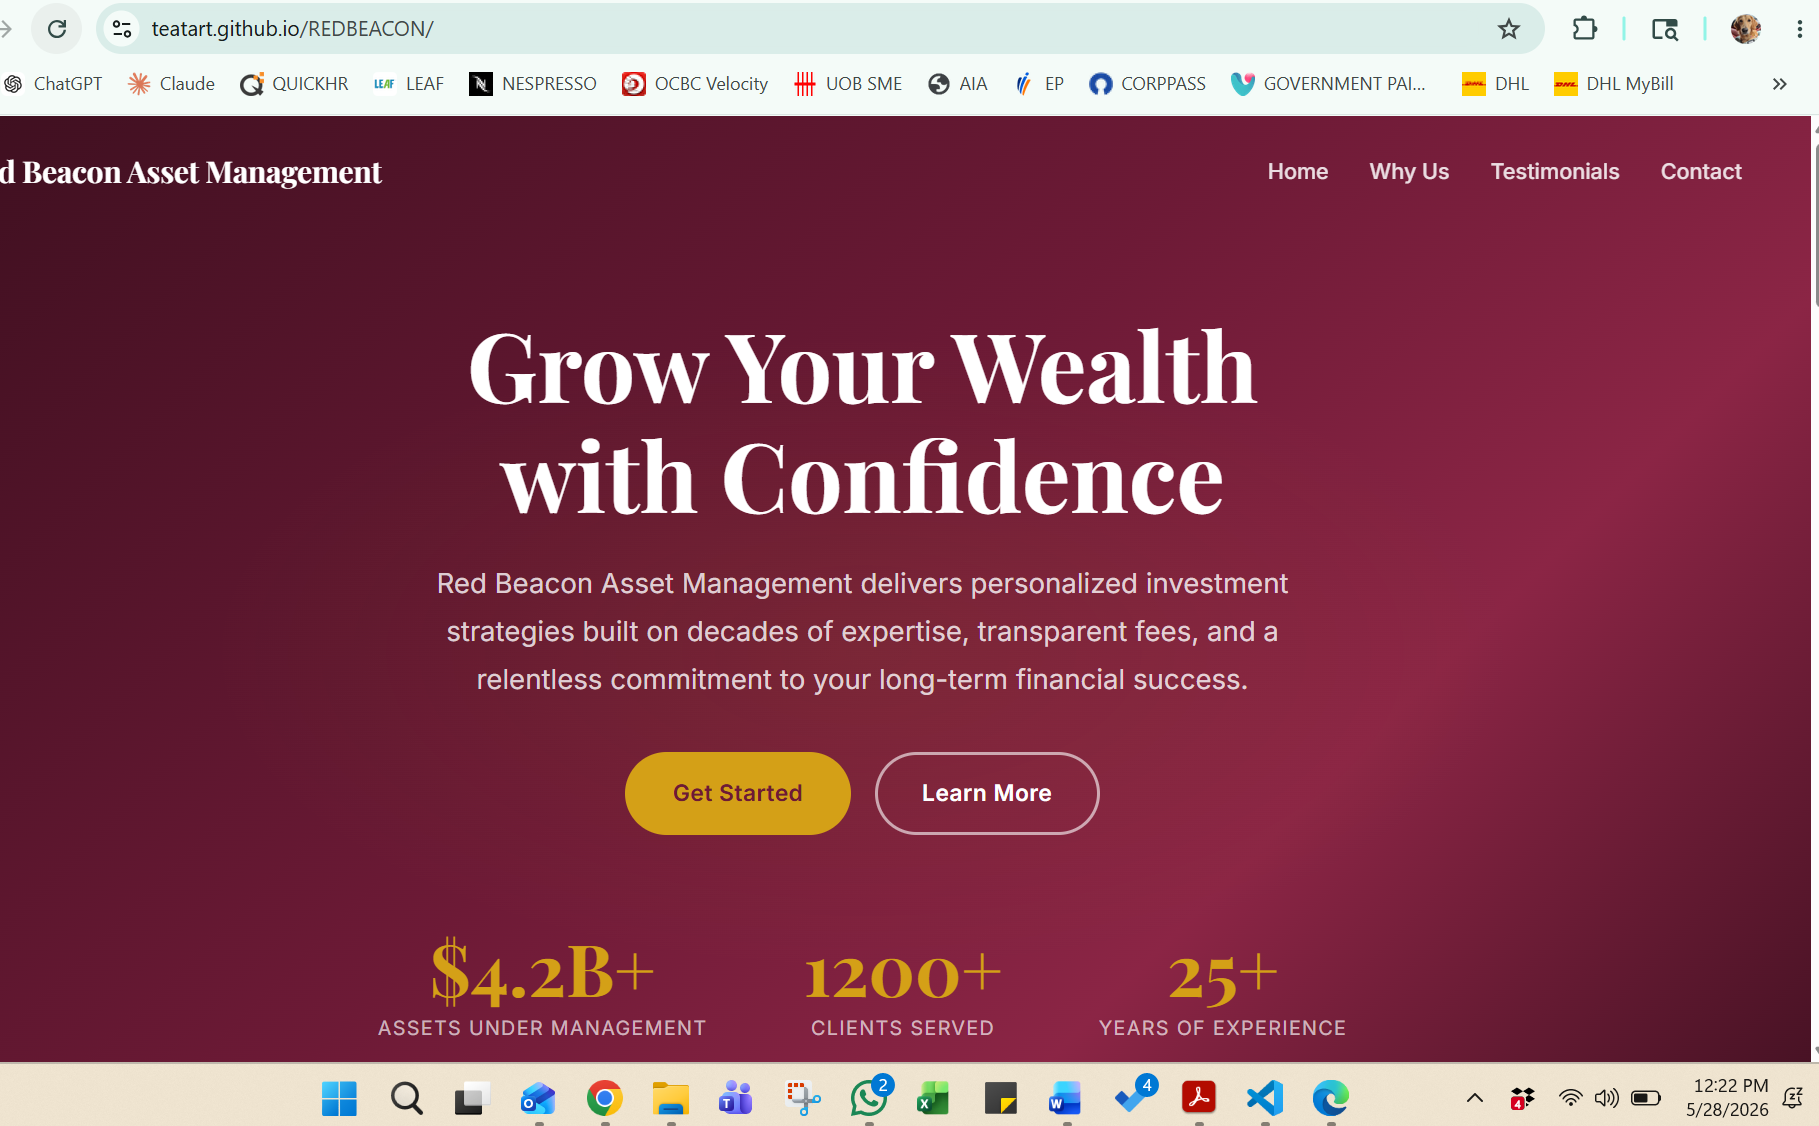 teatart.github.io/REDBEACON/
ChatGPT Claude QUICKHR LEAF NESPRESSO OCBC Velocity UOB SME AIA EP CORPPASS GOVERNMENT PAI... DHL DHL MyBill
d Beacon Asset Management
Home Why Us Testimonials Contact
Grow Your Wealth
with Confidence
Red Beacon Asset Management delivers personalized investment
strategies built on decades of expertise, transparent fees, and a
relentless commitment to your long-term financial success.
Get Started Learn More
$4.2B+ 1200+ 25+
ASSETS UNDER MANAGEMENT CLIENTS SERVED YEARS OF EXPERIENCE
2 4 4 12:22 PM
5/28/2026